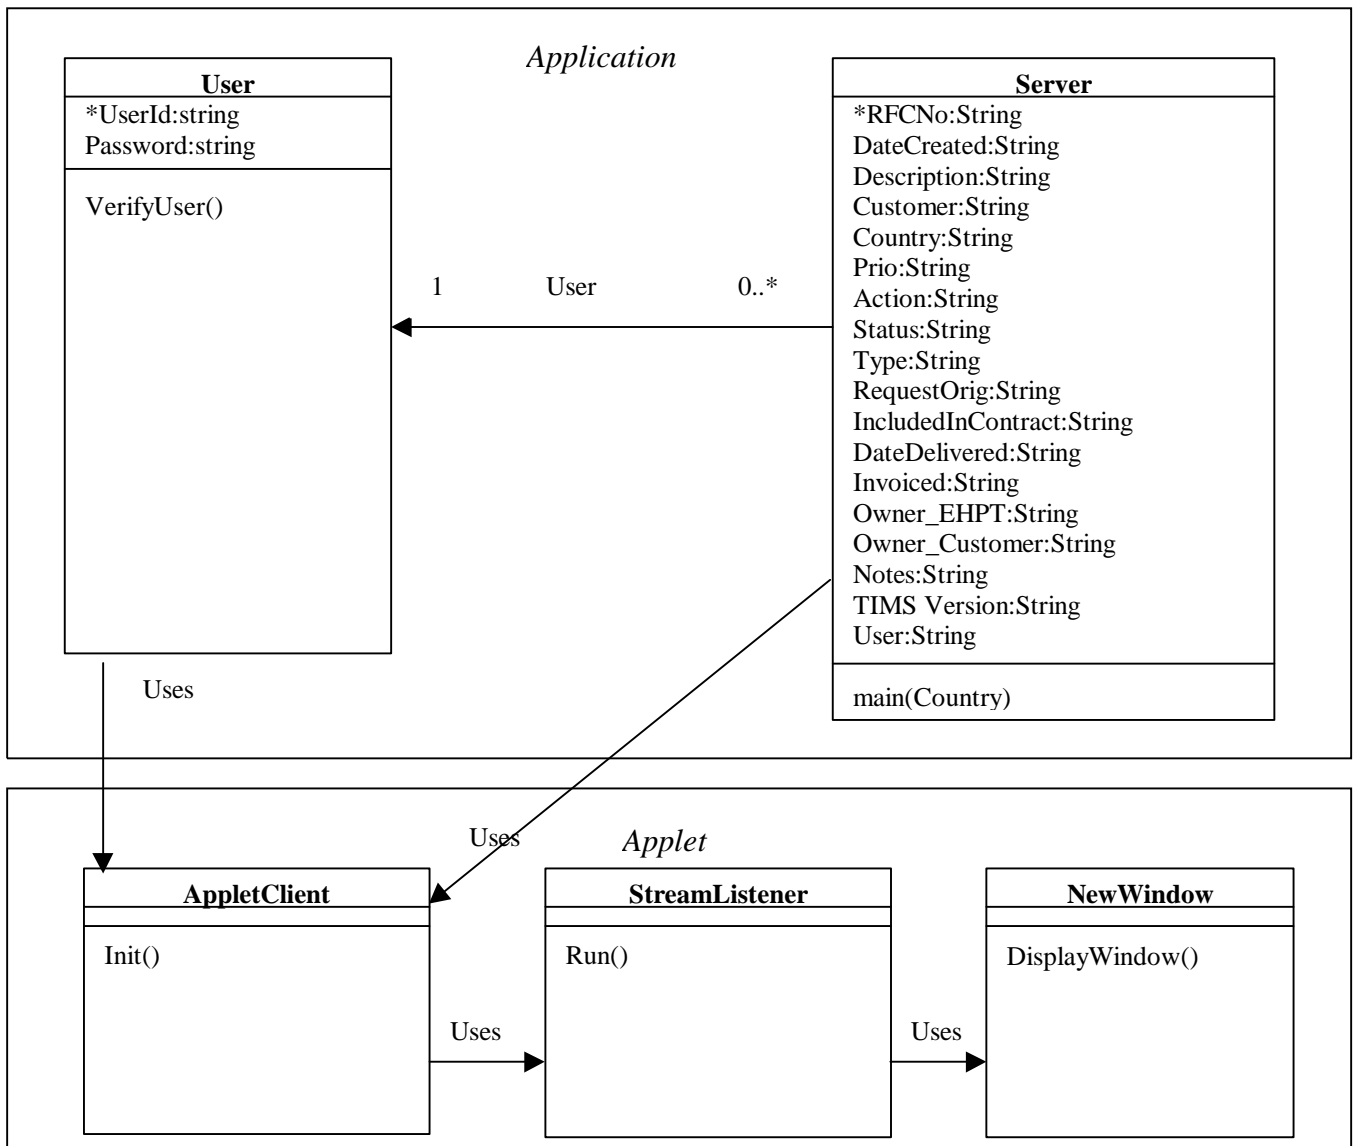 Application
User
*UserId:string
Password:string
VerifyUser()
Server
*RFCNo:String
DateCreated:String
Description:String
Customer:String
Country:String
Prio:String
Action:String
Status:String
Type:String
RequestOrig:String
IncludedInContract:String
DateDelivered:String
Invoiced:String
Owner_EHPT:String
Owner_Customer:String
Notes:String
TIMS Version:String
User:String
main(Country)
1 User 0..*
Uses
Uses
Applet
AppletClient
Init()
Uses
StreamListener
Run()
Uses
NewWindow
DisplayWindow()